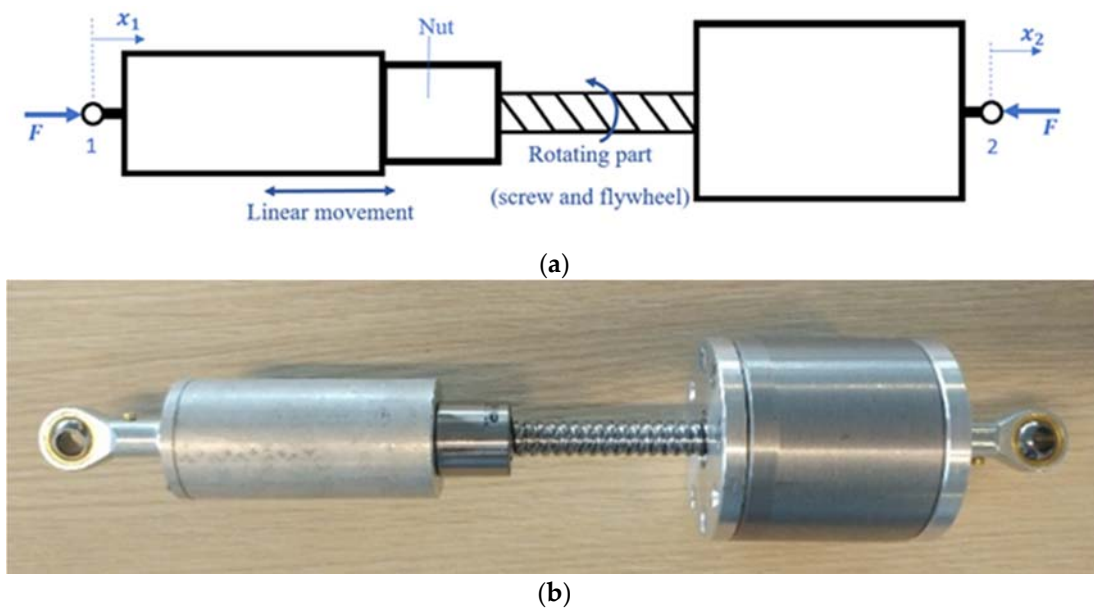 x₁
Nut
x₂
F
1
2
F
Rotating part
(screw and flywheel)
Linear movement
(a)
(b)